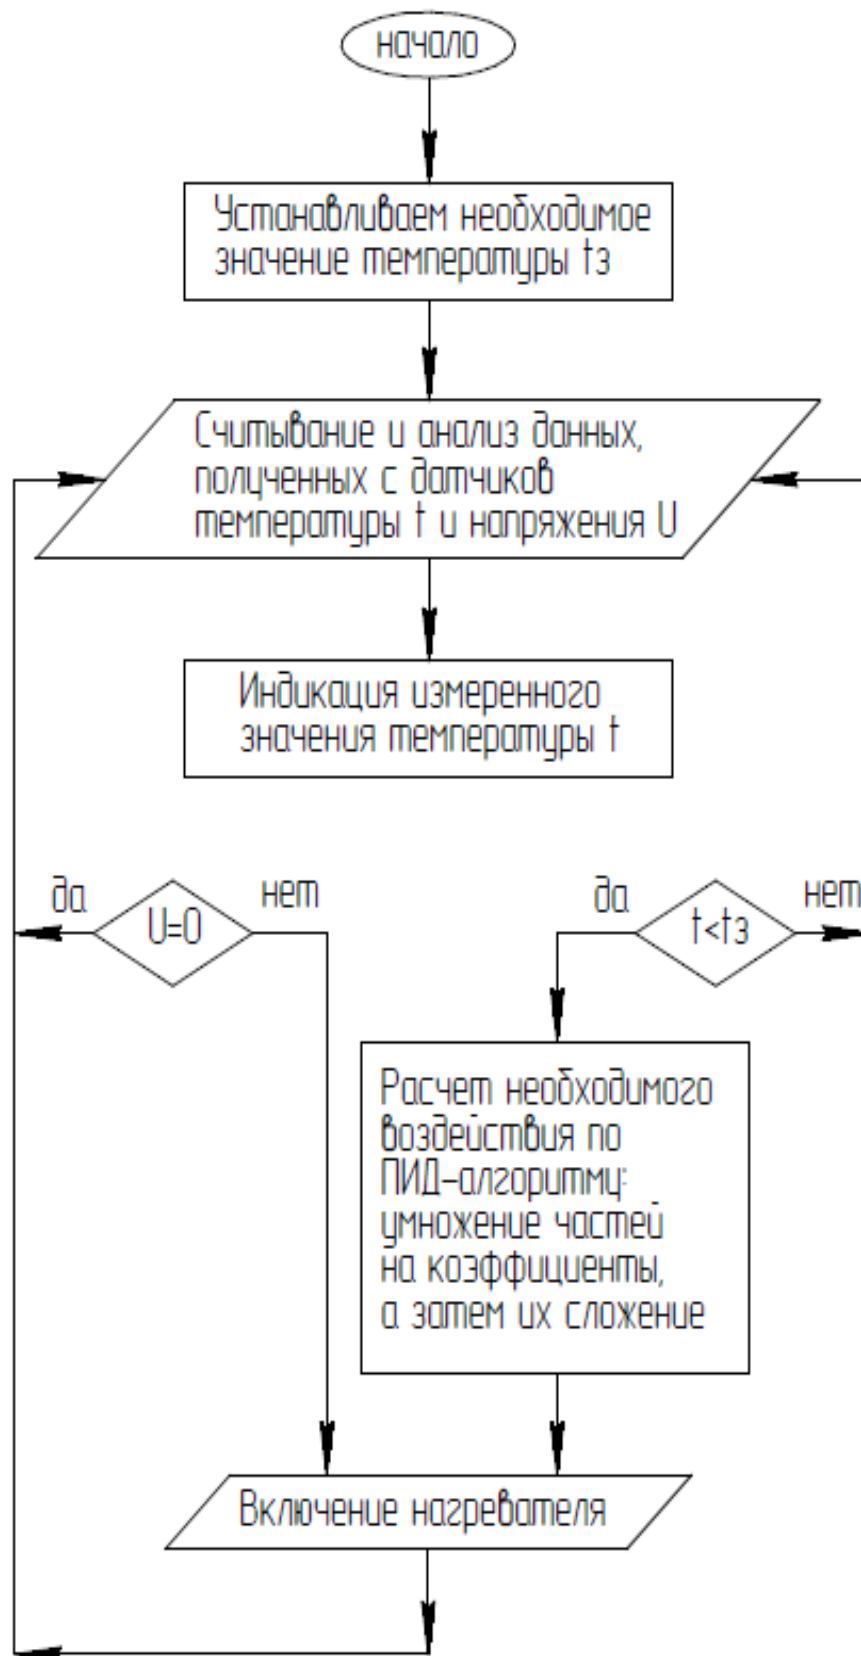 начало
Устанавливаем необходимое
значение температуры tз
Считывание и анализ данных,
полученных с датчиков
температуры t и напряжения U
Индикация измеренного
значения температуры t
да
U=0
нет
да
t<tз
нет
Расчет необходимого
воздействия по
ПИД-алгоритму:
умножение частей
на коэффициенты,
а затем их сложение
Включение нагревателя